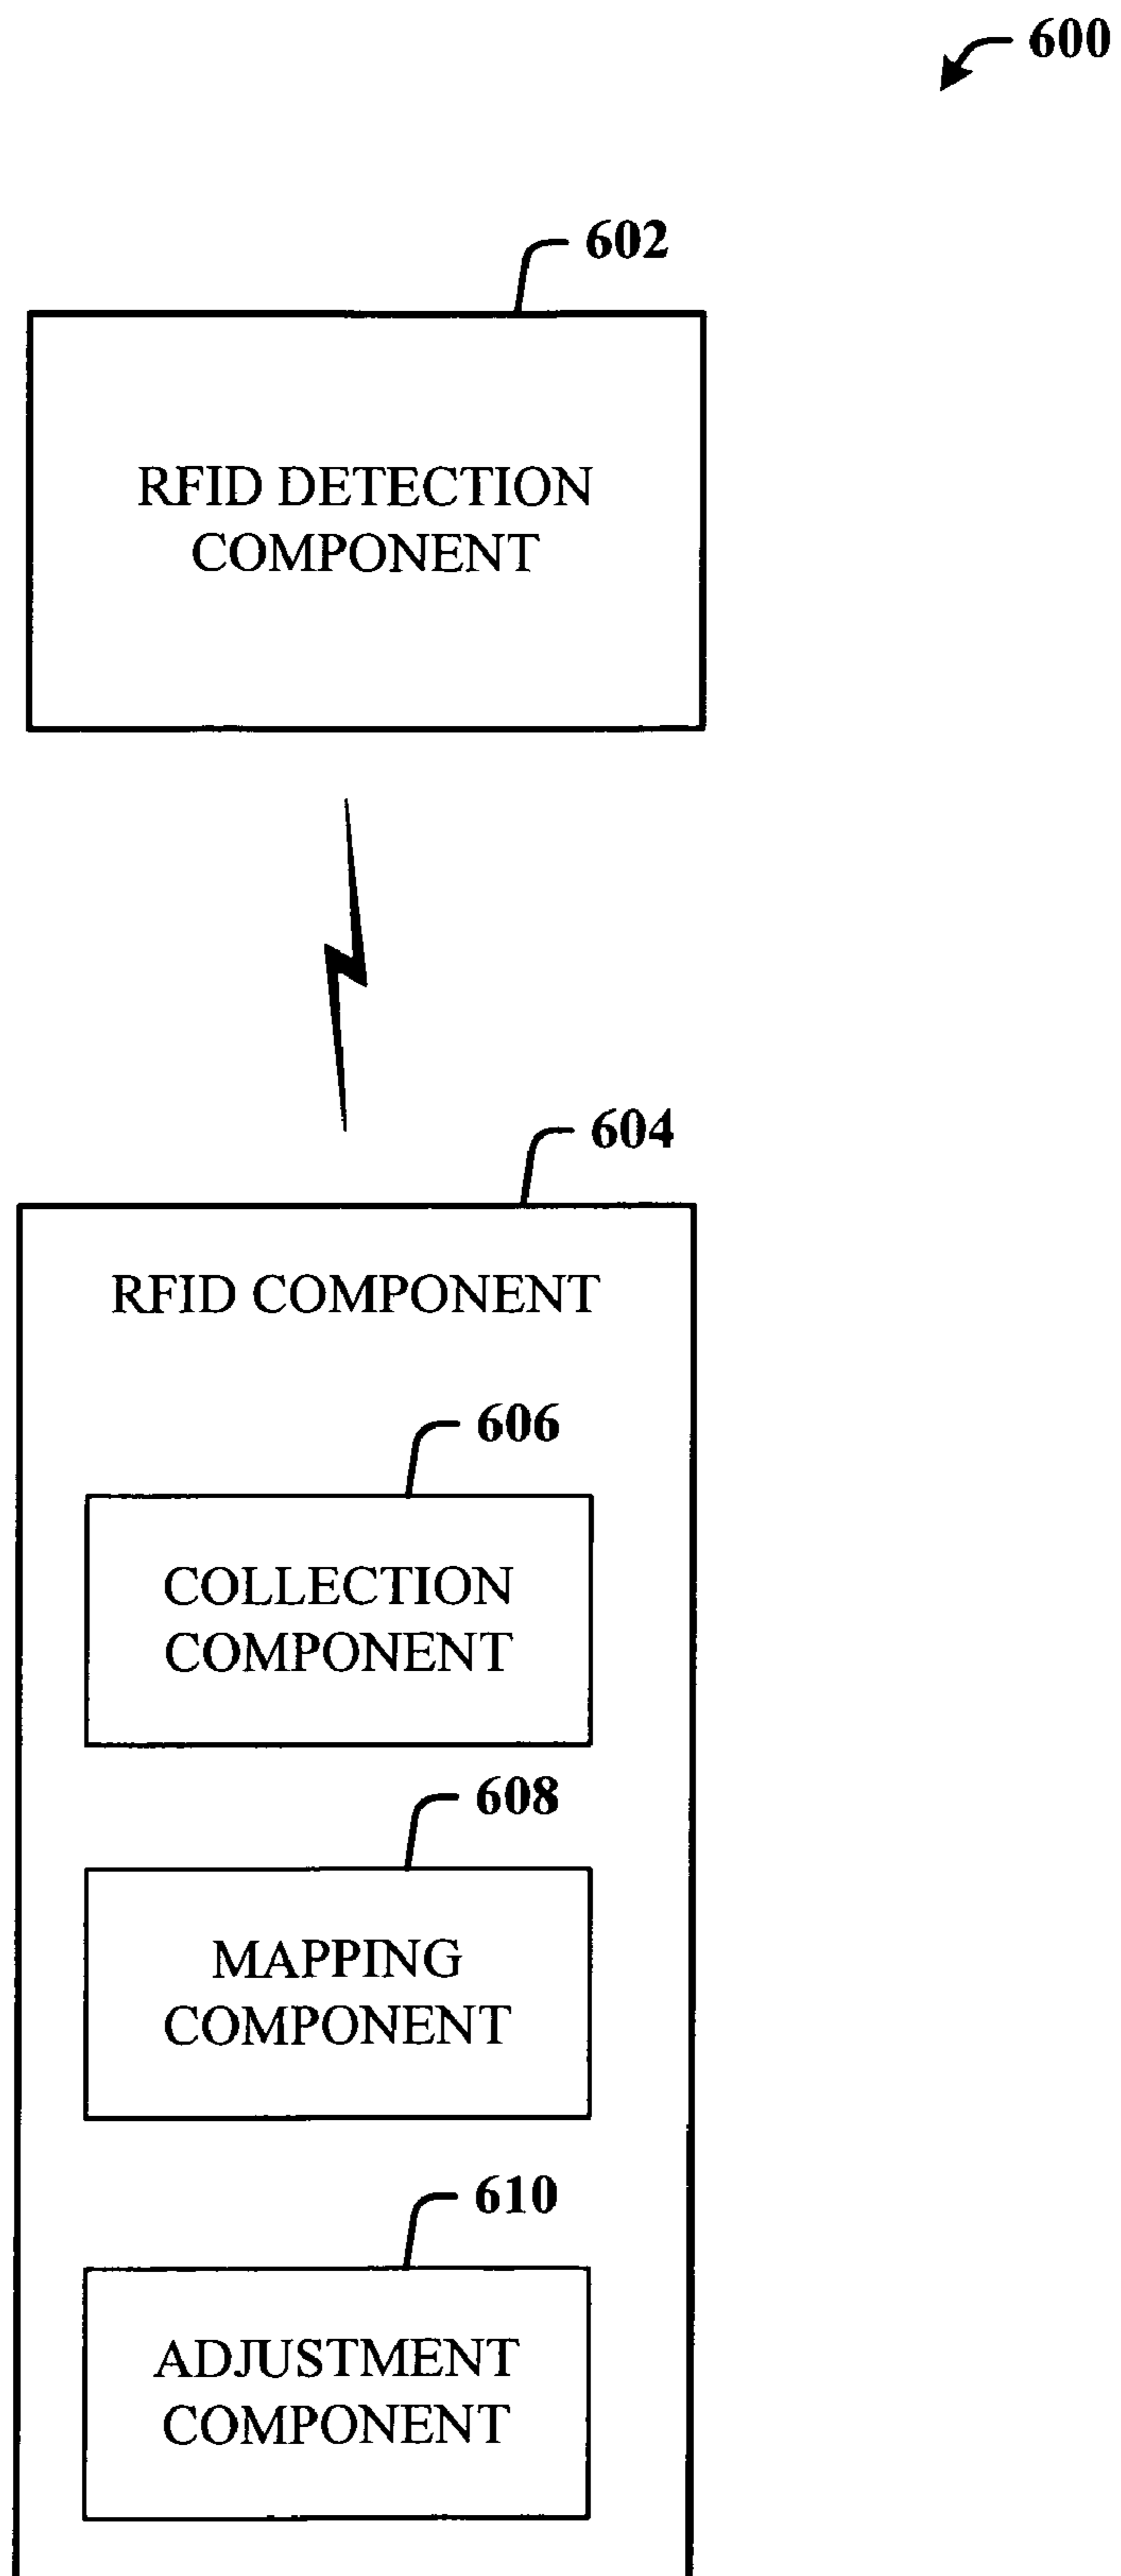 600
602
RFID DETECTION
COMPONENT
604
RFID COMPONENT
606
COLLECTION
COMPONENT
608
MAPPING
COMPONENT
610
ADJUSTMENT
COMPONENT